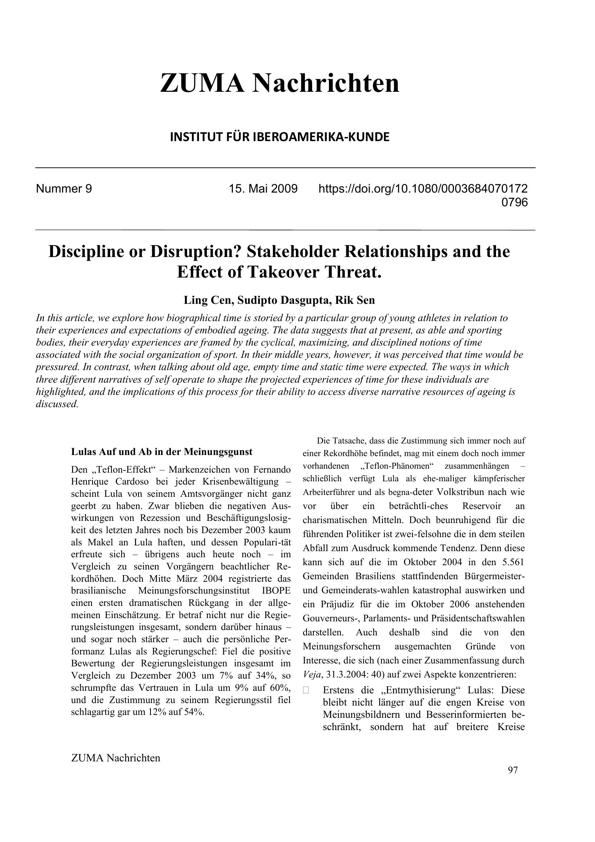 ZUMA Nachrichten
INSTITUT FÜR IBEROAMERIKA-KUNDE
Nummer 9
15. Mai 2009
https://doi.org/10.1080/0003684070172
0796
Discipline or Disruption? Stakeholder Relationships and the
Effect of Takeover Threat.
Ling Cen, Sudipto Dasgupta, Rik Sen
In this article, we explore how biographical time is storied by a particular group of young athletes in relation to
their experiences and expectations of embodied ageing. The data suggests that at present, as able and sporting
bodies, their everyday experiences are framed by the cyclical, maximizing, and disciplined notions of time
associated with the social organization of sport. In their middle years, however, it was perceived that time would be
pressured. In contrast, when talking about old age, empty time and static time were expected. The ways in which
three different narratives of self operate to shape the projected experiences of time for these individuals are
highlighted, and the implications of this process for their ability to access diverse narrative resources of ageing is
discussed.
Lulas Auf und Ab in der Meinungsgunst
Den „Teflon-Effekt“ – Markenzeichen von Fernando
Henrique Cardoso bei jeder Krisenbewältigung –
scheint Lula von seinem Amtsvorgänger nicht ganz
geerbt zu haben. Zwar blieben die negativen Aus-
wirkungen von Rezession und Beschäftigungslosig-
keit des letzten Jahres noch bis Dezember 2003 kaum
als Makel an Lula haften, und dessen Populari-tät
erfreute sich – übrigens auch heute noch – im
Vergleich zu seinen Vorgängern beachtlicher Re-
kordhöhen. Doch Mitte März 2004 registrierte das
brasilianische Meinungsforschungsinstitut IBOPE
einen ersten dramatischen Rückgang in der allge-
meinen Einschätzung. Er betraf nicht nur die Regie-
rungsleistungen insgesamt, sondern darüber hinaus –
und sogar noch stärker – auch die persönliche Per-
formanz Lulas als Regierungschef: Fiel die positive
Bewertung der Regierungsleistungen insgesamt im
Vergleich zu Dezember 2003 um 7% auf 34%, so
schrumpfte das Vertrauen in Lula um 9% auf 60%,
und die Zustimmung zu seinem Regierungsstil fiel
schlagartig gar um 12% auf 54%.
Die Tatsache, dass die Zustimmung sich immer noch auf
einer Rekordhöhe befindet, mag mit einem doch noch immer
vorhandenen „Teflon-Phänomen“ zusammenhängen –
schließlich verfügt Lula als ehe-maliger kämpferischer
Arbeiterführer und als begna-deter Volkstribun nach wie
vor über ein beträchtli-ches Reservoir an
charismatischen Mitteln. Doch beunruhigend für die
führenden Politiker ist zwei-felsohne die in dem steilen
Abfall zum Ausdruck kommende Tendenz. Denn diese
kann sich auf die im Oktober 2004 in den 5.561
Gemeinden Brasiliens stattfindenden Bürgermeister-
und Gemeinderats-wahlen katastrophal auswirken und
ein Präjudiz für die im Oktober 2006 anstehenden
Gouverneurs-, Parlaments- und Präsidentschaftswahlen
darstellen. Auch deshalb sind die von den
Meinungsforschern ausgemachten Gründe von
Interesse, die sich (nach einer Zusammenfassung durch
Veja, 31.3.2004: 40) auf zwei Aspekte konzentrieren:
Erstens die „Entmythisierung“ Lulas: Diese
bleibt nicht länger auf die engen Kreise von
Meinungsbildnern und Besserinformierten be-
schränkt, sondern hat auf breitere Kreise
ZUMA Nachrichten
97